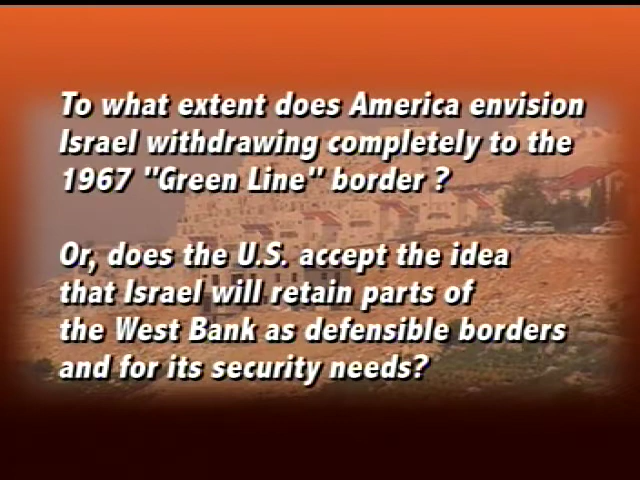 To what extent does America envision
Israel withdrawing completely to the
1967 "Green Line" border ?
Or, does the U.S. accept the idea
that Israel will retain parts of
the West Bank as defensible borders
and for its security needs?